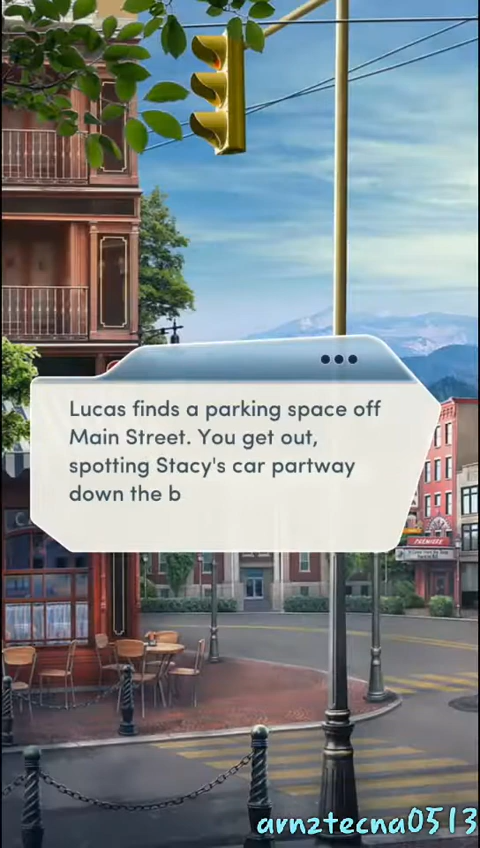 Lucas finds a parking space off
Main Street. You get out,
spotting Stacy's car partway
down the b
PREMIERE
arnztecna0513